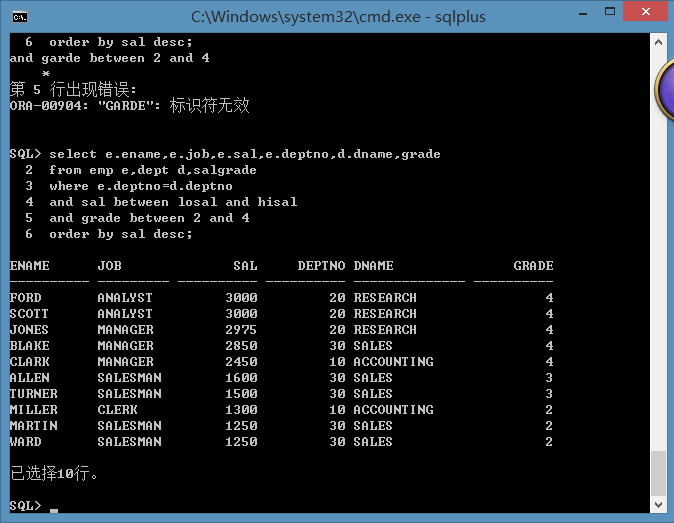 C:\Windows\system32\cmd.exe - sqlplus
  6  order by sal desc;
and garde between 2 and 4
    *
第 5 行出现错误:
ORA-00904: "GARDE": 标识符无效
SQL> select e.ename,e.job,e.sal,e.deptno,d.dname,grade
  2  from emp e,dept d,salgrade
  3  where e.deptno=d.deptno
  4  and sal between losal and hisal
  5  and grade between 2 and 4
  6  order by sal desc;
ENAME      JOB              SAL     DEPTNO DNAME               GRADE
---------- --------- ---------- ---------- -------------- ----------
FORD       ANALYST         3000         20 RESEARCH                4
SCOTT      ANALYST         3000         20 RESEARCH                4
JONES      MANAGER         2975         20 RESEARCH                4
BLAKE      MANAGER         2850         30 SALES                   4
CLARK      MANAGER         2450         10 ACCOUNTING              4
ALLEN      SALESMAN        1600         30 SALES                   3
TURNER     SALESMAN        1500         30 SALES                   3
MILLER     CLERK           1300         10 ACCOUNTING              2
MARTIN     SALESMAN        1250         30 SALES                   2
WARD       SALESMAN        1250         30 SALES                   2
已选择10行。
SQL>